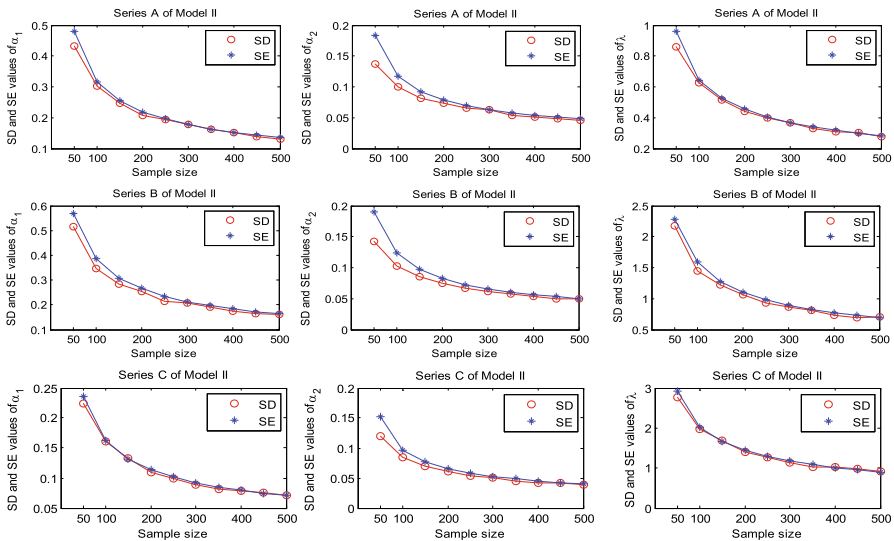 Series A of Model II
SD and SE values of α1
0.5
0.4
0.3
0.2
0.1
50 100 200 300 400 500
Sample size
SD
SE
Series A of Model II
SD and SE values of α2
0.2
0.15
0.1
0.05
0
50 100 200 300 400 500
Sample size
SD
SE
Series A of Model II
SD and SE values of λ
1
0.8
0.6
0.4
0.2
50 100 200 300 400 500
Sample size
SD
SE
Series B of Model II
SD and SE values of α1
0.6
0.5
0.4
0.3
0.2
0.1
50 100 200 300 400 500
Sample size
SD
SE
Series B of Model II
SD and SE values of α2
0.2
0.15
0.1
0.05
0
50 100 200 300 400 500
Sample size
SD
SE
Series B of Model II
SD and SE values of λ
2.5
2
1.5
1
0.5
50 100 200 300 400 500
Sample size
SD
SE
Series C of Model II
SD and SE values of α1
0.25
0.2
0.15
0.1
0.05
50 100 200 300 400 500
Sample size
SD
SE
Series C of Model II
SD and SE values of α2
0.2
0.15
0.1
0.05
0
50 100 200 300 400 500
Sample size
SD
SE
Series C of Model II
SD and SE values of λ
3
2
1
0
50 100 200 300 400 500
Sample size
SD
SE